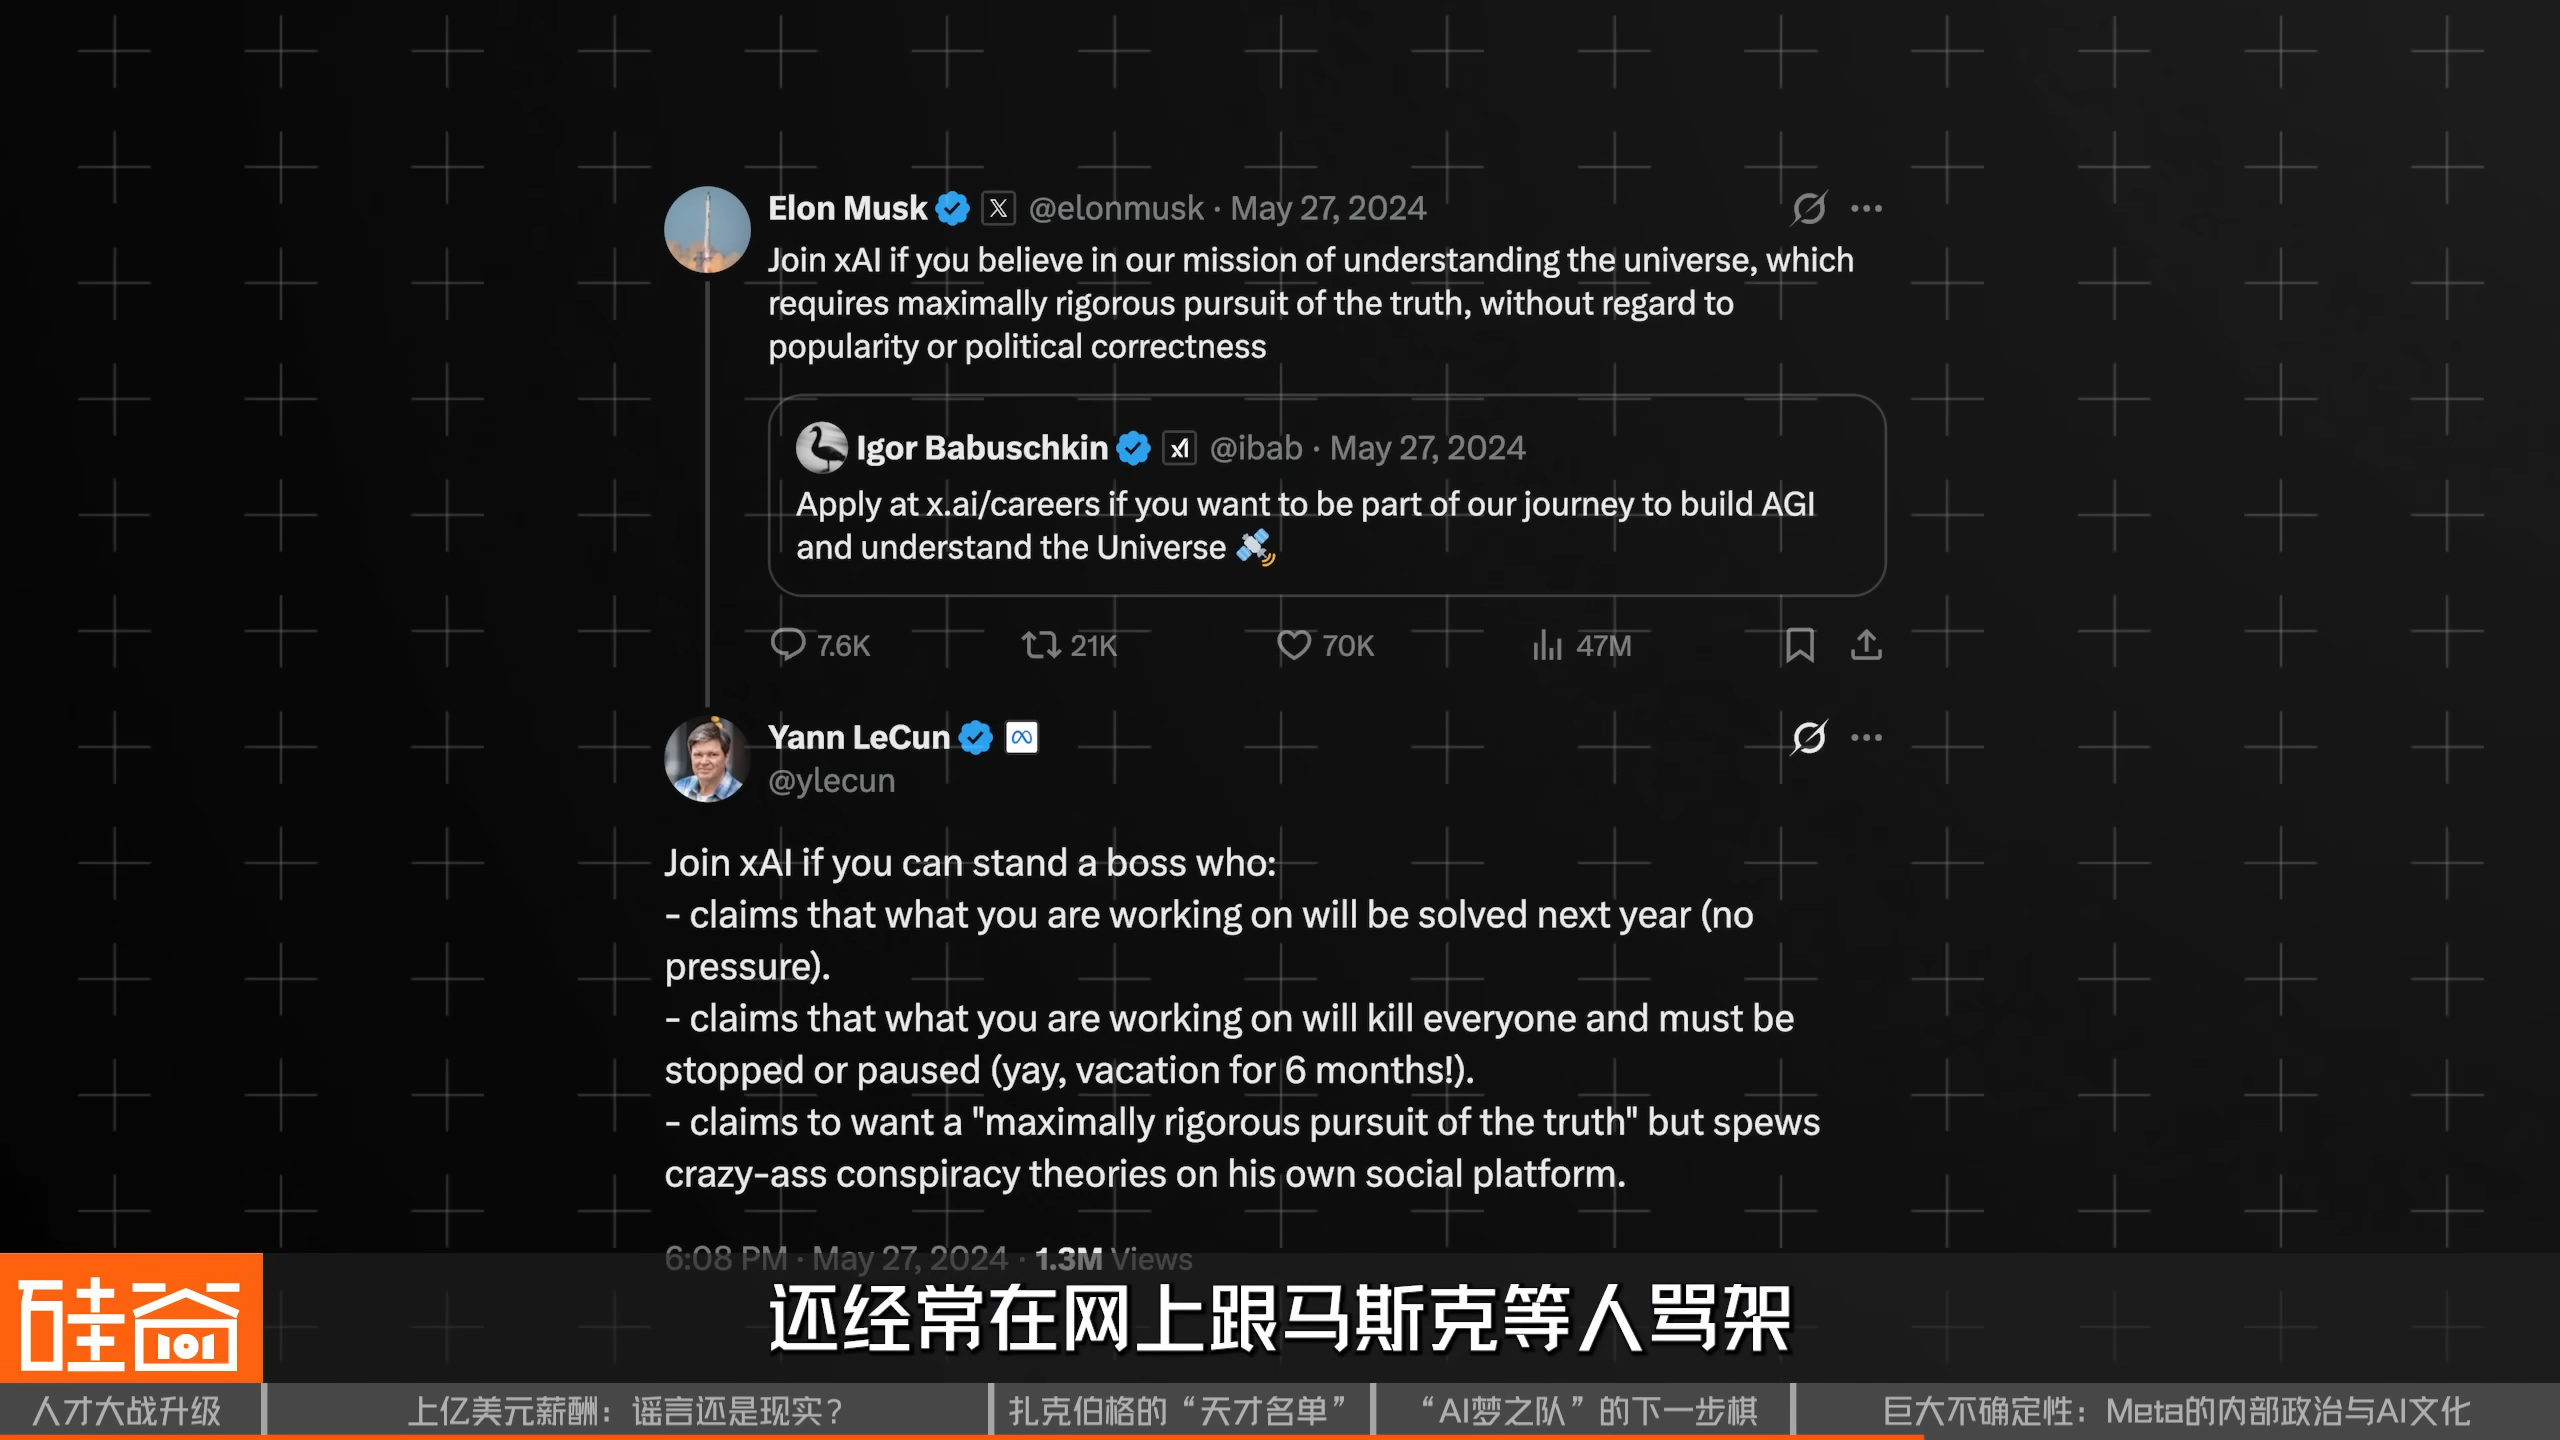 Elon Musk @elonmusk · May 27, 2024
Join xAI if you believe in our mission of understanding the universe, which
requires maximally rigorous pursuit of the truth, without regard to
popularity or political correctness
Igor Babuschkin xI @ibab · May 27, 2024
Apply at x.ai/careers if you want to be part of our journey to build AGI
and understand the Universe 🛰️
7.6K 21K 70K 47M
Yann LeCun
@ylecun
Join xAI if you can stand a boss who:
- claims that what you are working on will be solved next year (no
pressure).
- claims that what you are working on will kill everyone and must be
stopped or paused (yay, vacation for 6 months!).
- claims to want a "maximally rigorous pursuit of the truth" but spews
crazy-ass conspiracy theories on his own social platform.
6:08 PM · May 27, 2024 · 1.3M Views
还经常在网上跟马斯克等人骂架
硅谷101
人才大战升级
上亿美元薪酬：谣言还是现实？
扎克伯格的“天才名单”
“AI梦之队”的下一步棋
巨大不确定性：Meta的内部政治与AI文化